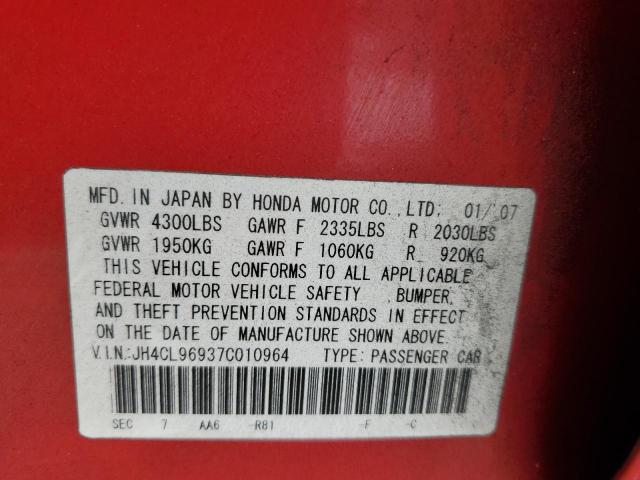 MFD. IN JAPAN BY HONDA MOTOR CO.,LTD. 01/'07
GVWR 4300LBS GAWR F 2335LBS R 2030LBS
GVWR 1950KG GAWR F 1060KG R 920KG
THIS VEHICLE CONFORMS TO ALL APPLICABLE
FEDERAL MOTOR VEHICLE SAFETY , BUMPER,
AND THEFT PREVENTION STANDARDS IN EFFECT
ON THE DATE OF MANUFACTURE SHOWN ABOVE.
V.I.N.:JH4CL96937C010964 TYPE: PASSENGER CAR
SEC 7 AA6 -R81 -F -C